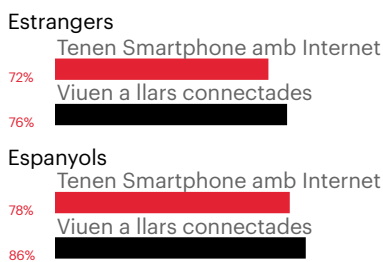 Estrangers
Tenen Smartphone amb Internet
72%
Viuen a llars connectades
76%
Espanyols
Tenen Smartphone amb Internet
78%
Viuen a llars connectades
86%